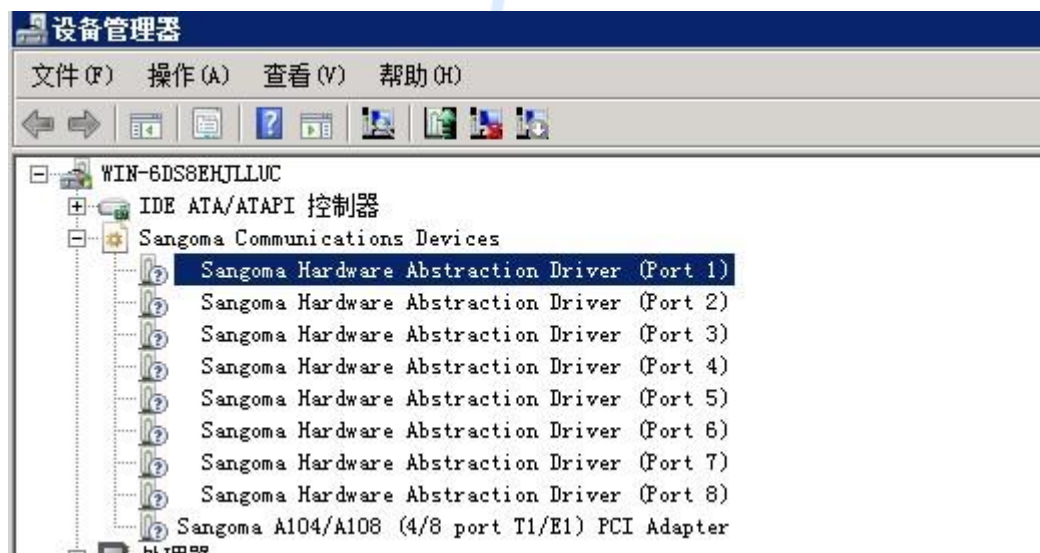 设备管理器
文件(F) 操作(A) 查看(V) 帮助(H)
WIN-6DS8EHJLLUC
IDE ATA/ATAPI 控制器
Sangoma Communications Devices
Sangoma Hardware Abstraction Driver (Port 1)
Sangoma Hardware Abstraction Driver (Port 2)
Sangoma Hardware Abstraction Driver (Port 3)
Sangoma Hardware Abstraction Driver (Port 4)
Sangoma Hardware Abstraction Driver (Port 5)
Sangoma Hardware Abstraction Driver (Port 6)
Sangoma Hardware Abstraction Driver (Port 7)
Sangoma Hardware Abstraction Driver (Port 8)
Sangoma A104/A108 (4/8 port T1/E1) PCI Adapter
处理器